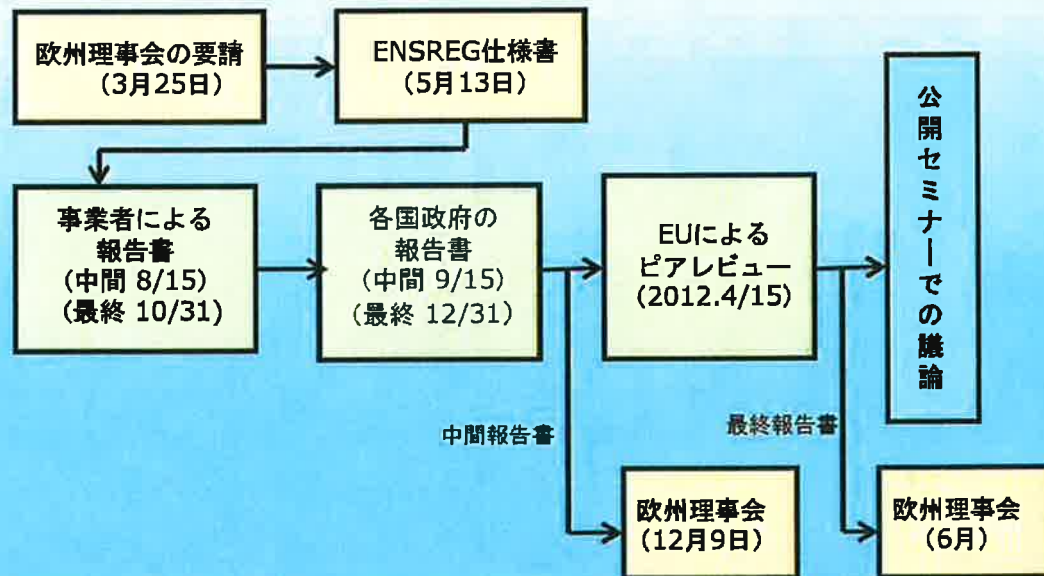 欧州理事会の要請
（3月25日）
ENSREG仕様書
（5月13日）
事業者による
報告書
(中間 8/15)
(最終 10/31)
各国政府の
報告書
(中間 9/15)
(最終 12/31)
EUによる
ピアレビュー
(2012.4/15)
公開セミナーでの議論
中間報告書
最終報告書
欧州理事会
(12月9日)
欧州理事会
(6月)